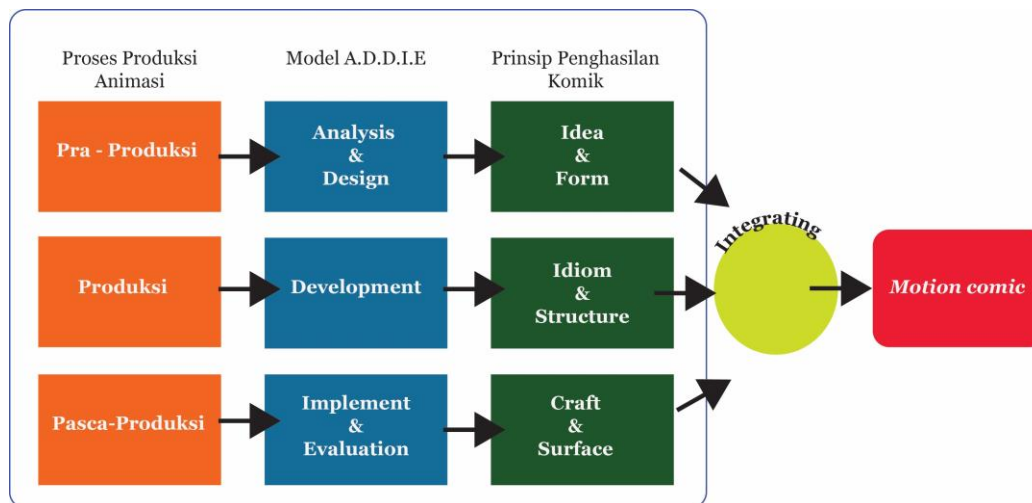 Proses Produksi
Animasi
Model A.D.D.I.E
Prinsip Penghasilan
Komik
Pra - Produksi
Analysis
&
Design
Idea
&
Form
Integrating
Produksi
Development
Idiom
&
Structure
Motion comic
Pasca-Produksi
Implement
&
Evaluation
Craft
&
Surface